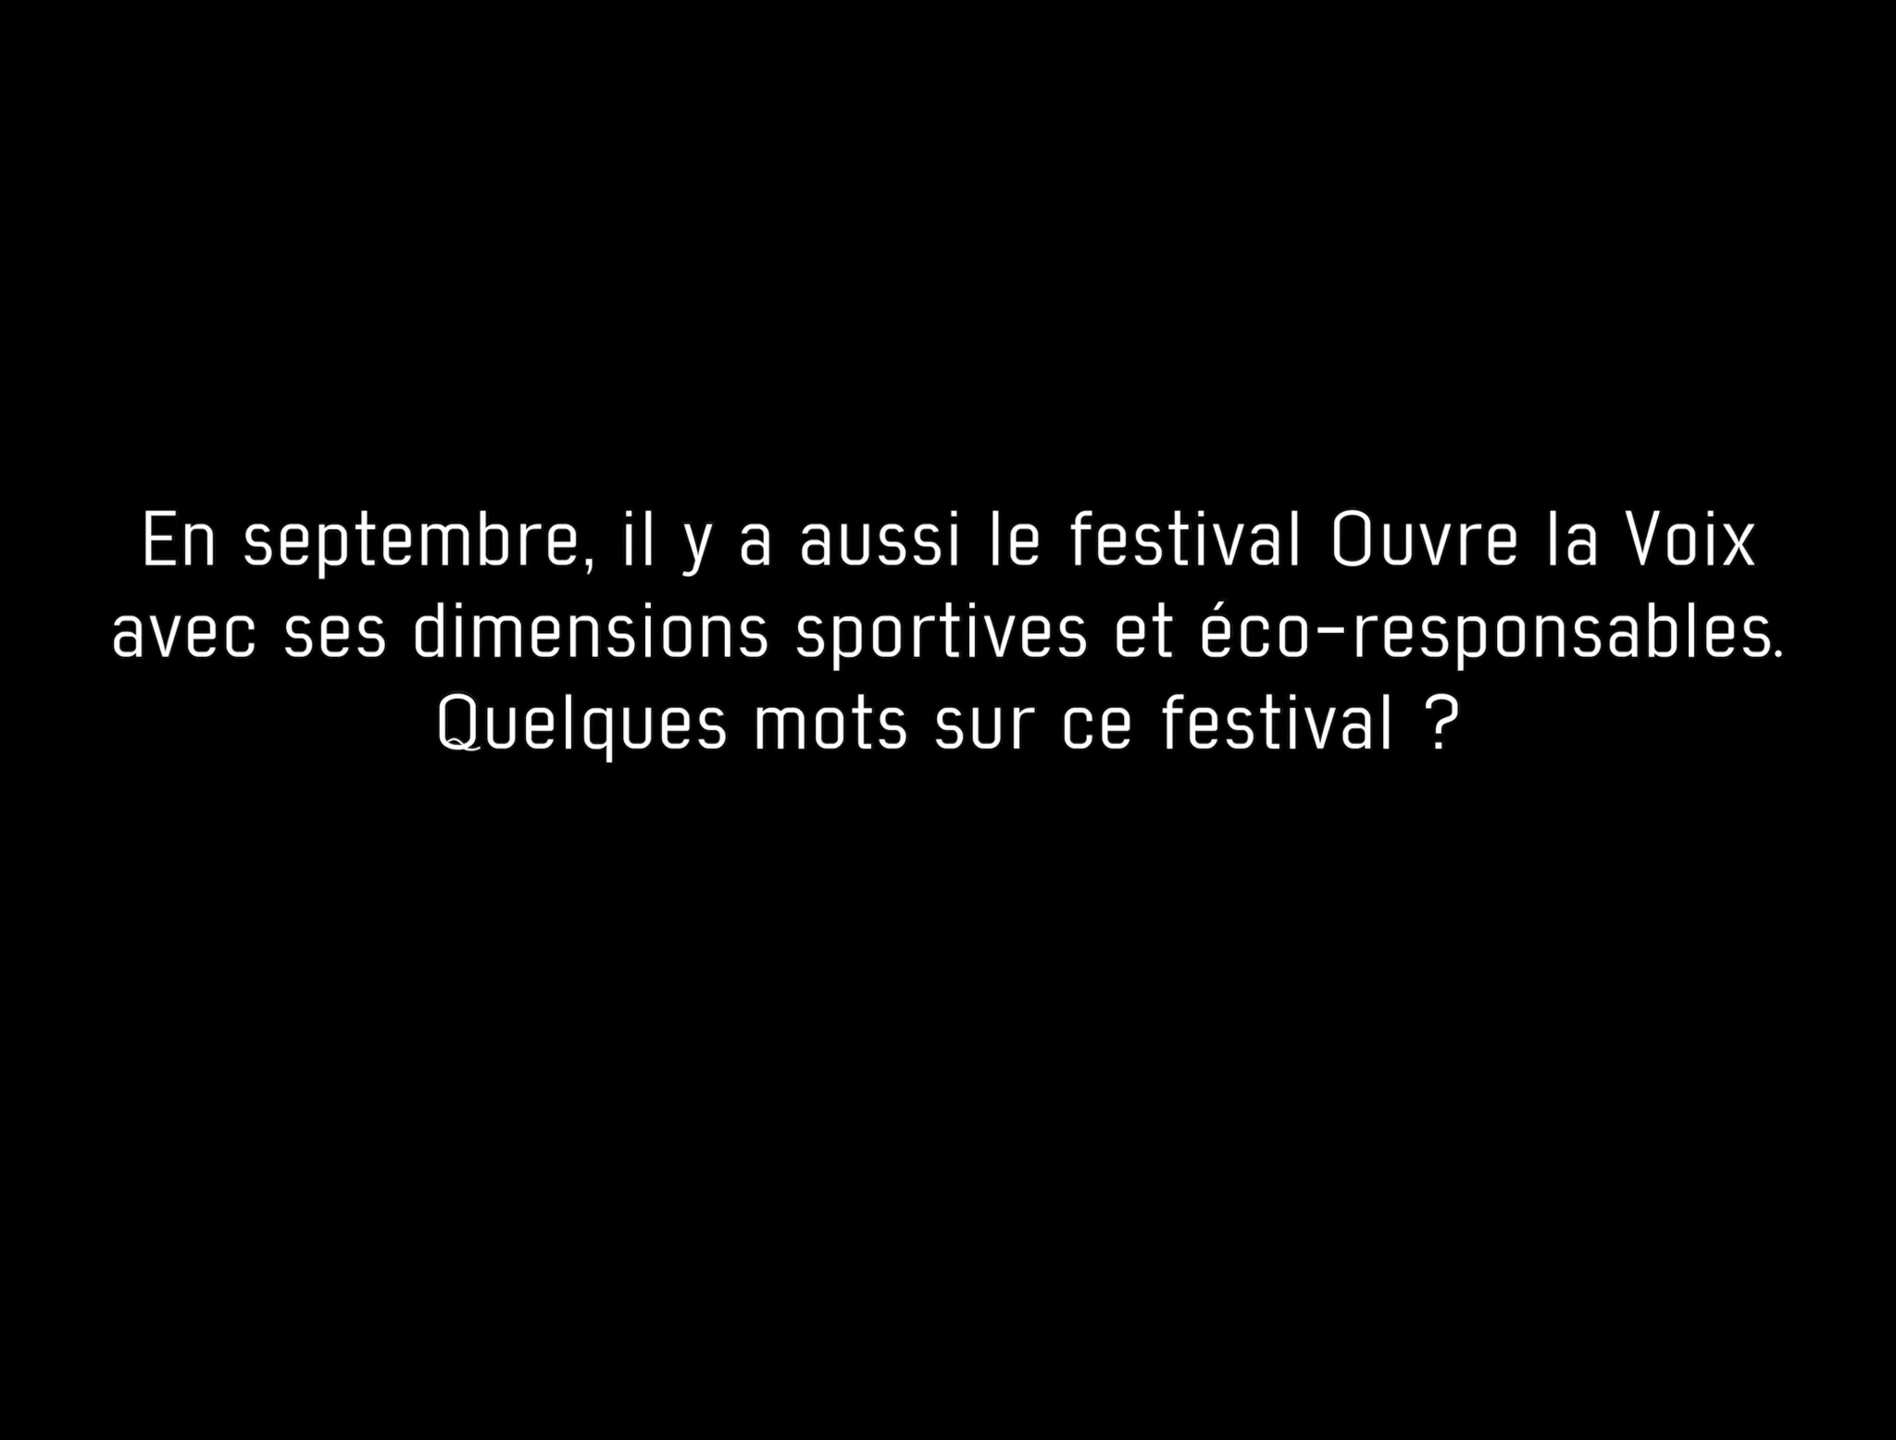 En septembre, il y a aussi le festival Ouvre la Voix
avec ses dimensions sportives et éco-responsables.
Quelques mots sur ce festival ?